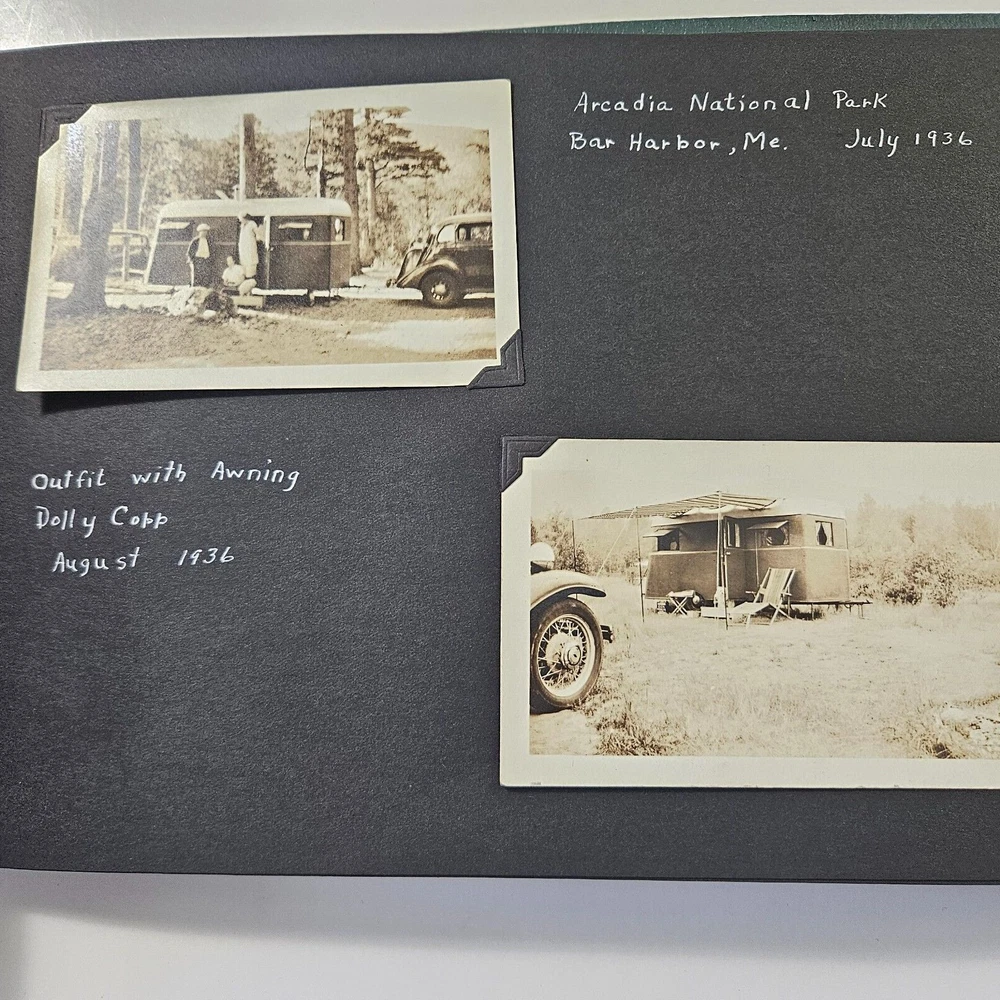 Arcadia National Park
Bar Harbor, Me. July 1936
Outfit with Awning
Dolly Copp
August 1936